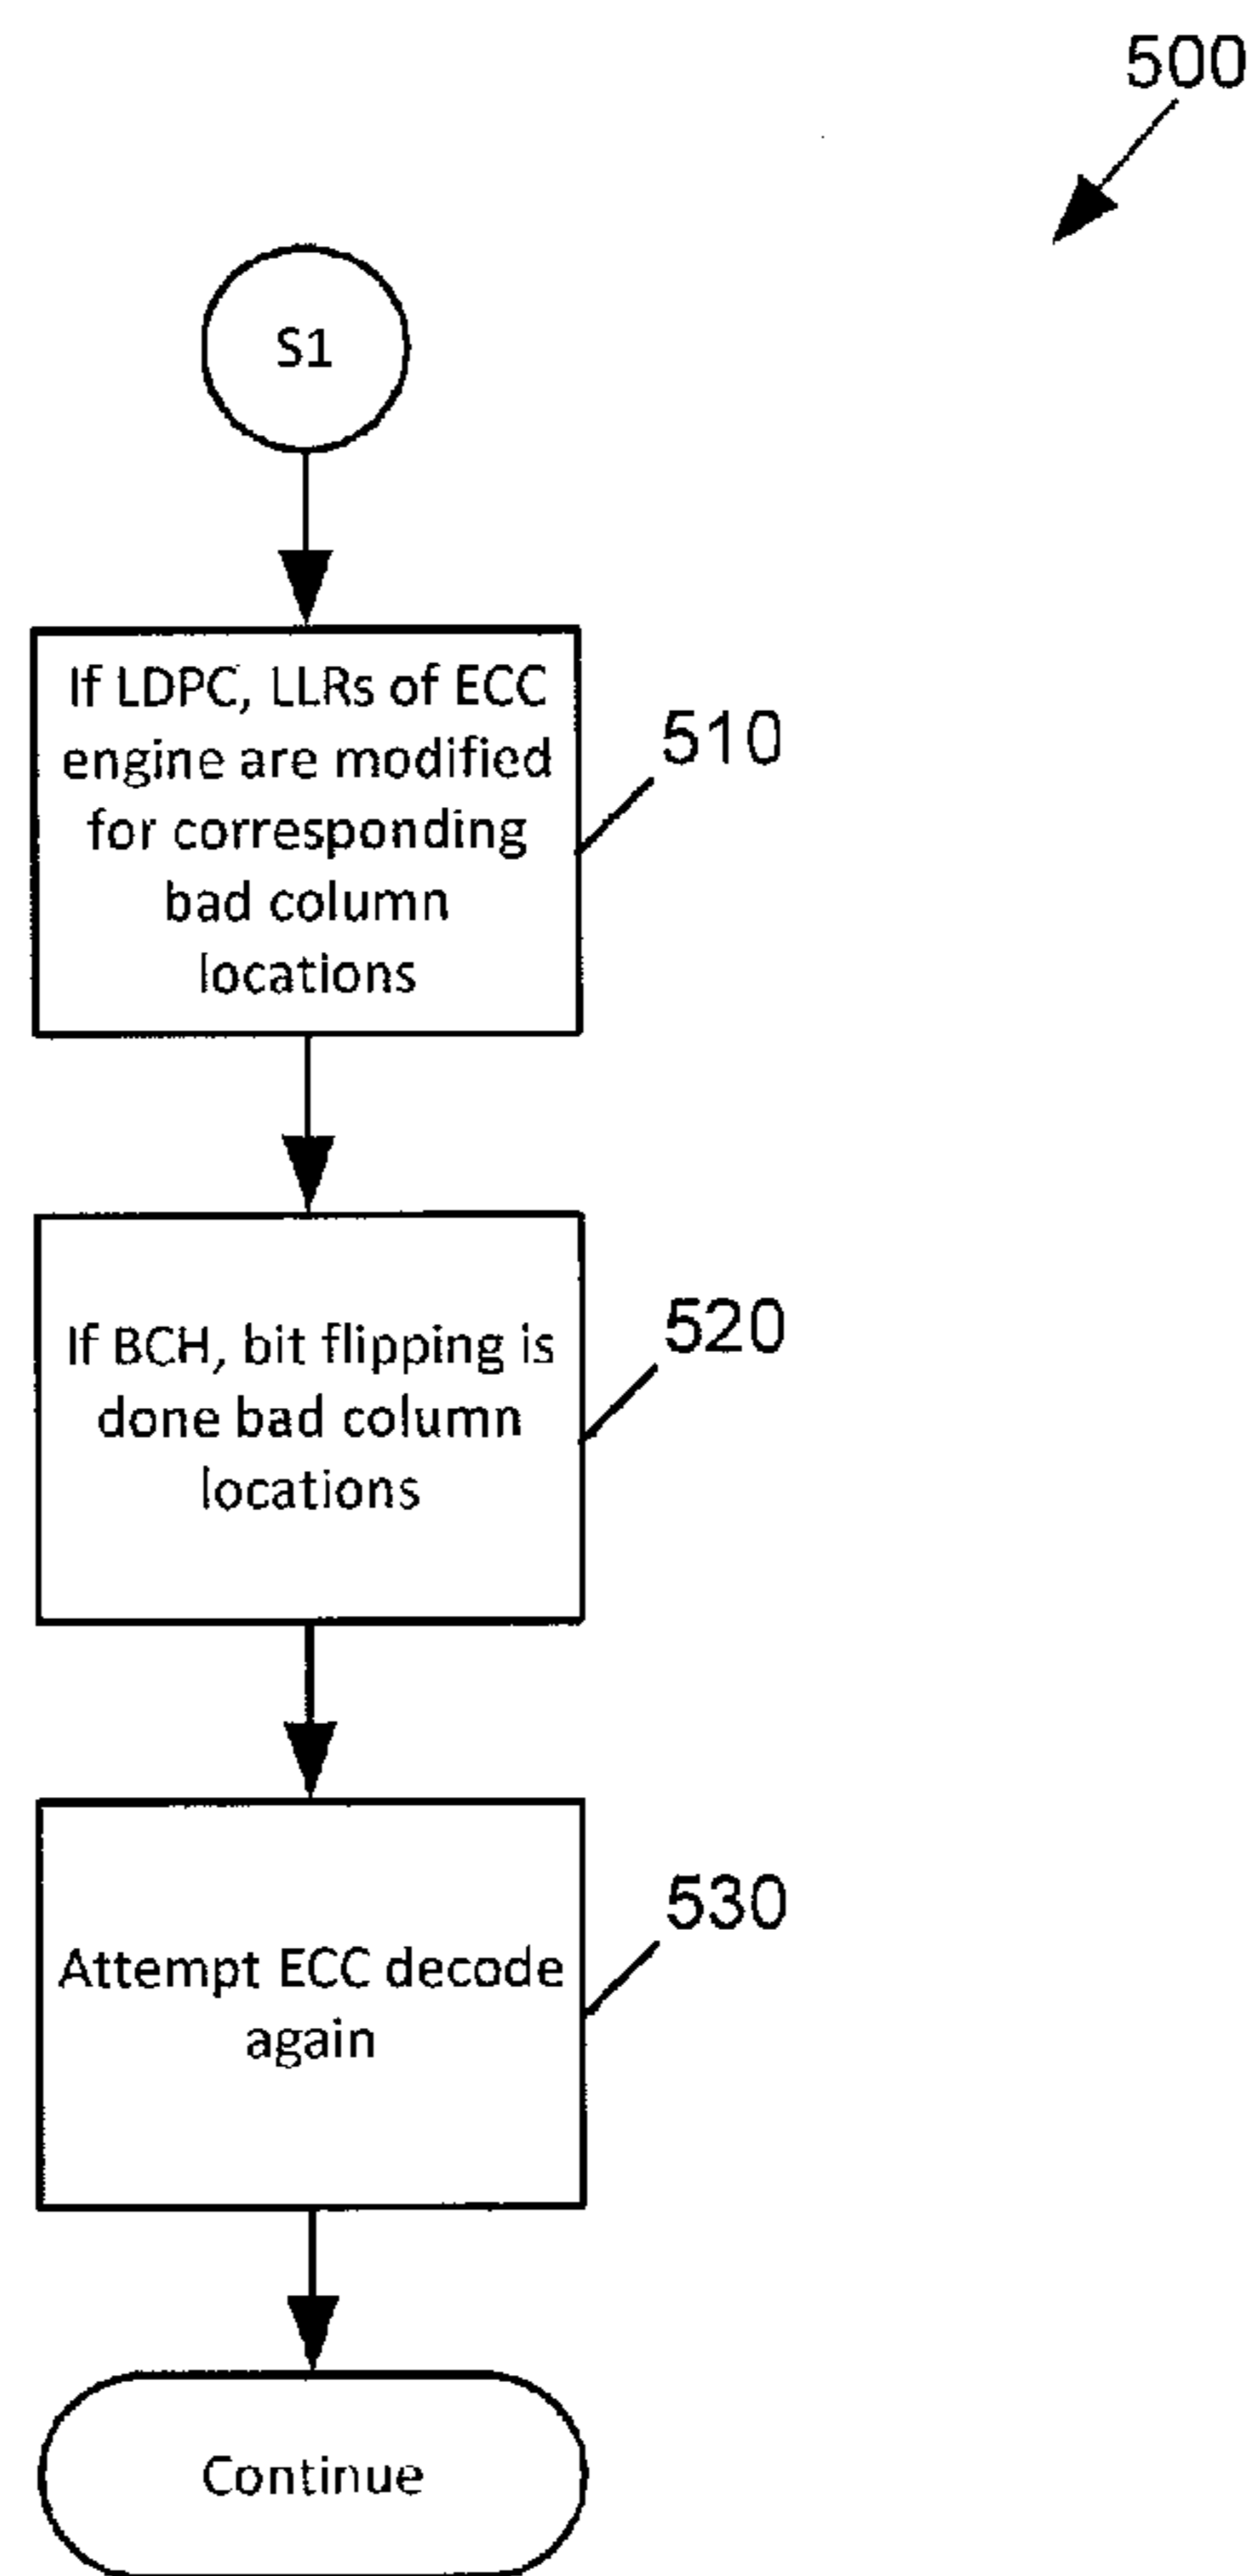 500
S1
If LDPC, LLRs of ECC
engine are modified
for corresponding
bad column
locations
510
If BCH, bit flipping is
done bad column
locations
520
Attempt ECC decode
again
530
Continue